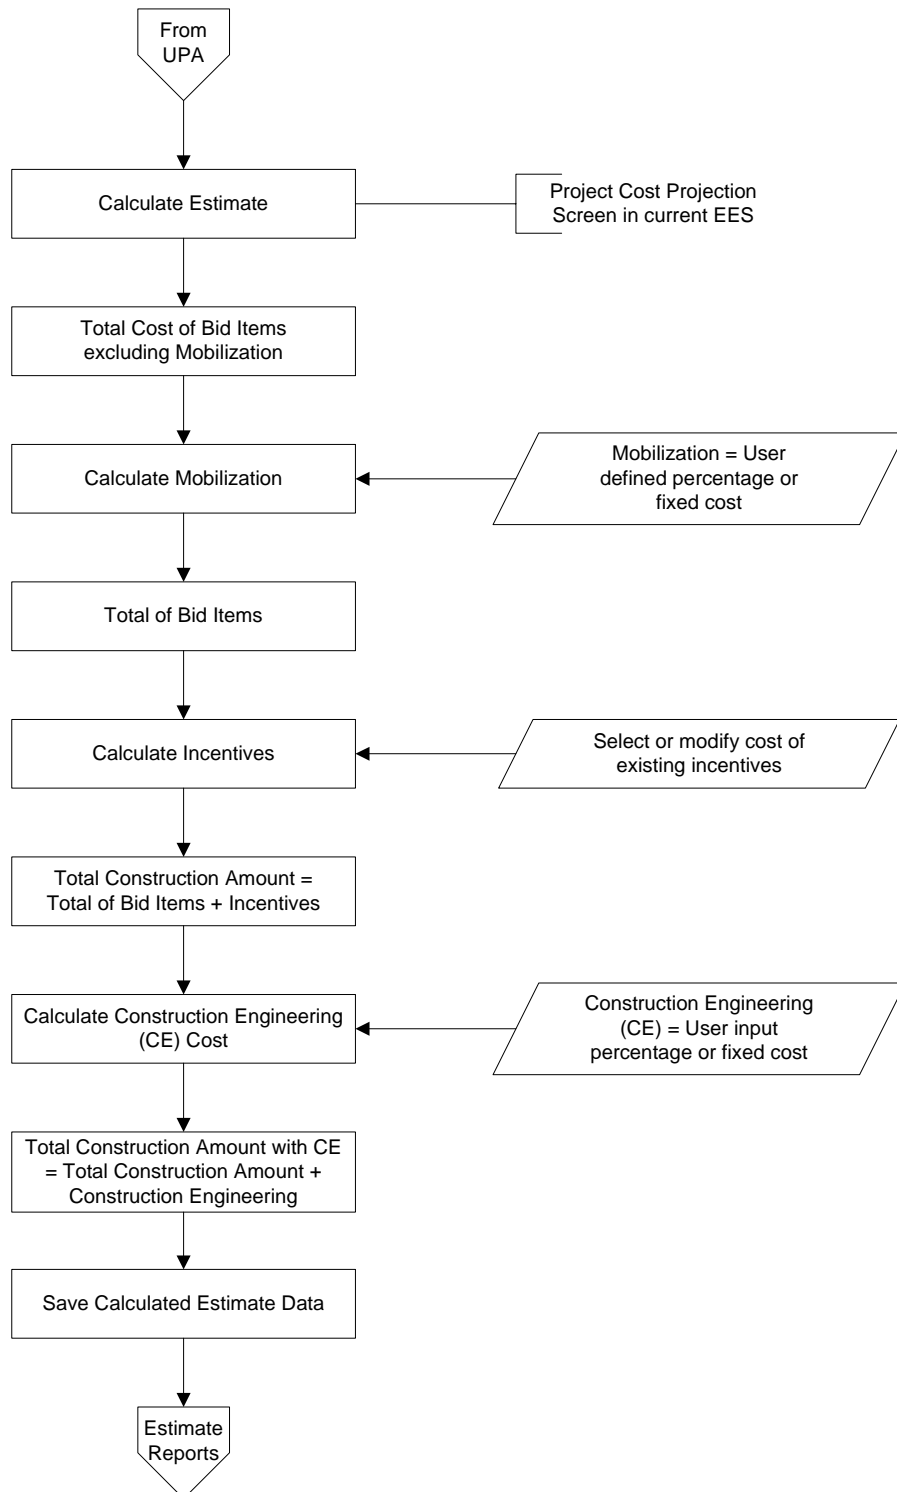 From
UPA
Calculate Estimate
Project Cost Projection
Screen in current EES
Total Cost of Bid Items
excluding Mobilization
Calculate Mobilization
Mobilization = User
defined percentage or
fixed cost
Total of Bid Items
Calculate Incentives
Select or modify cost of
existing incentives
Total Construction Amount =
Total of Bid Items + Incentives
Calculate Construction Engineering
(CE) Cost
Construction Engineering
(CE) = User input
percentage or fixed cost
Total Construction Amount with CE
= Total Construction Amount +
Construction Engineering
Save Calculated Estimate Data
Estimate
Reports